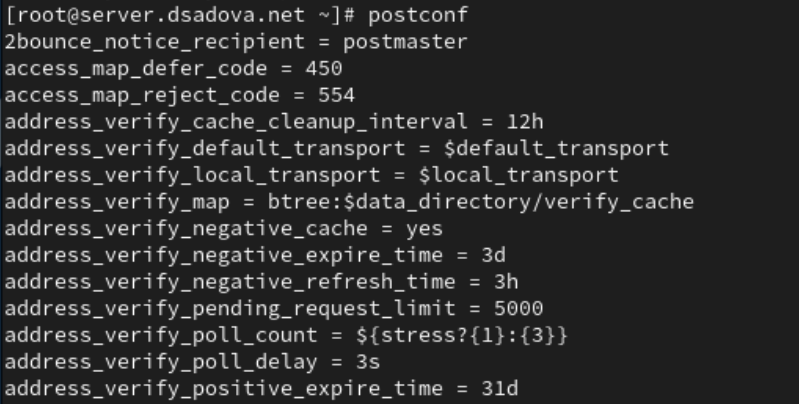 [root@server.dsadova.net ~]# postconf
2bounce_notice_recipient = postmaster
access_map_defer_code = 450
access_map_reject_code = 554
address_verify_cache_cleanup_interval = 12h
address_verify_default_transport = $default_transport
address_verify_local_transport = $local_transport
address_verify_map = btree:$data_directory/verify_cache
address_verify_negative_cache = yes
address_verify_negative_expire_time = 3d
address_verify_negative_refresh_time = 3h
address_verify_pending_request_limit = 5000
address_verify_poll_count = ${stress?{1}:{3}}
address_verify_poll_delay = 3s
address_verify_positive_expire_time = 31d